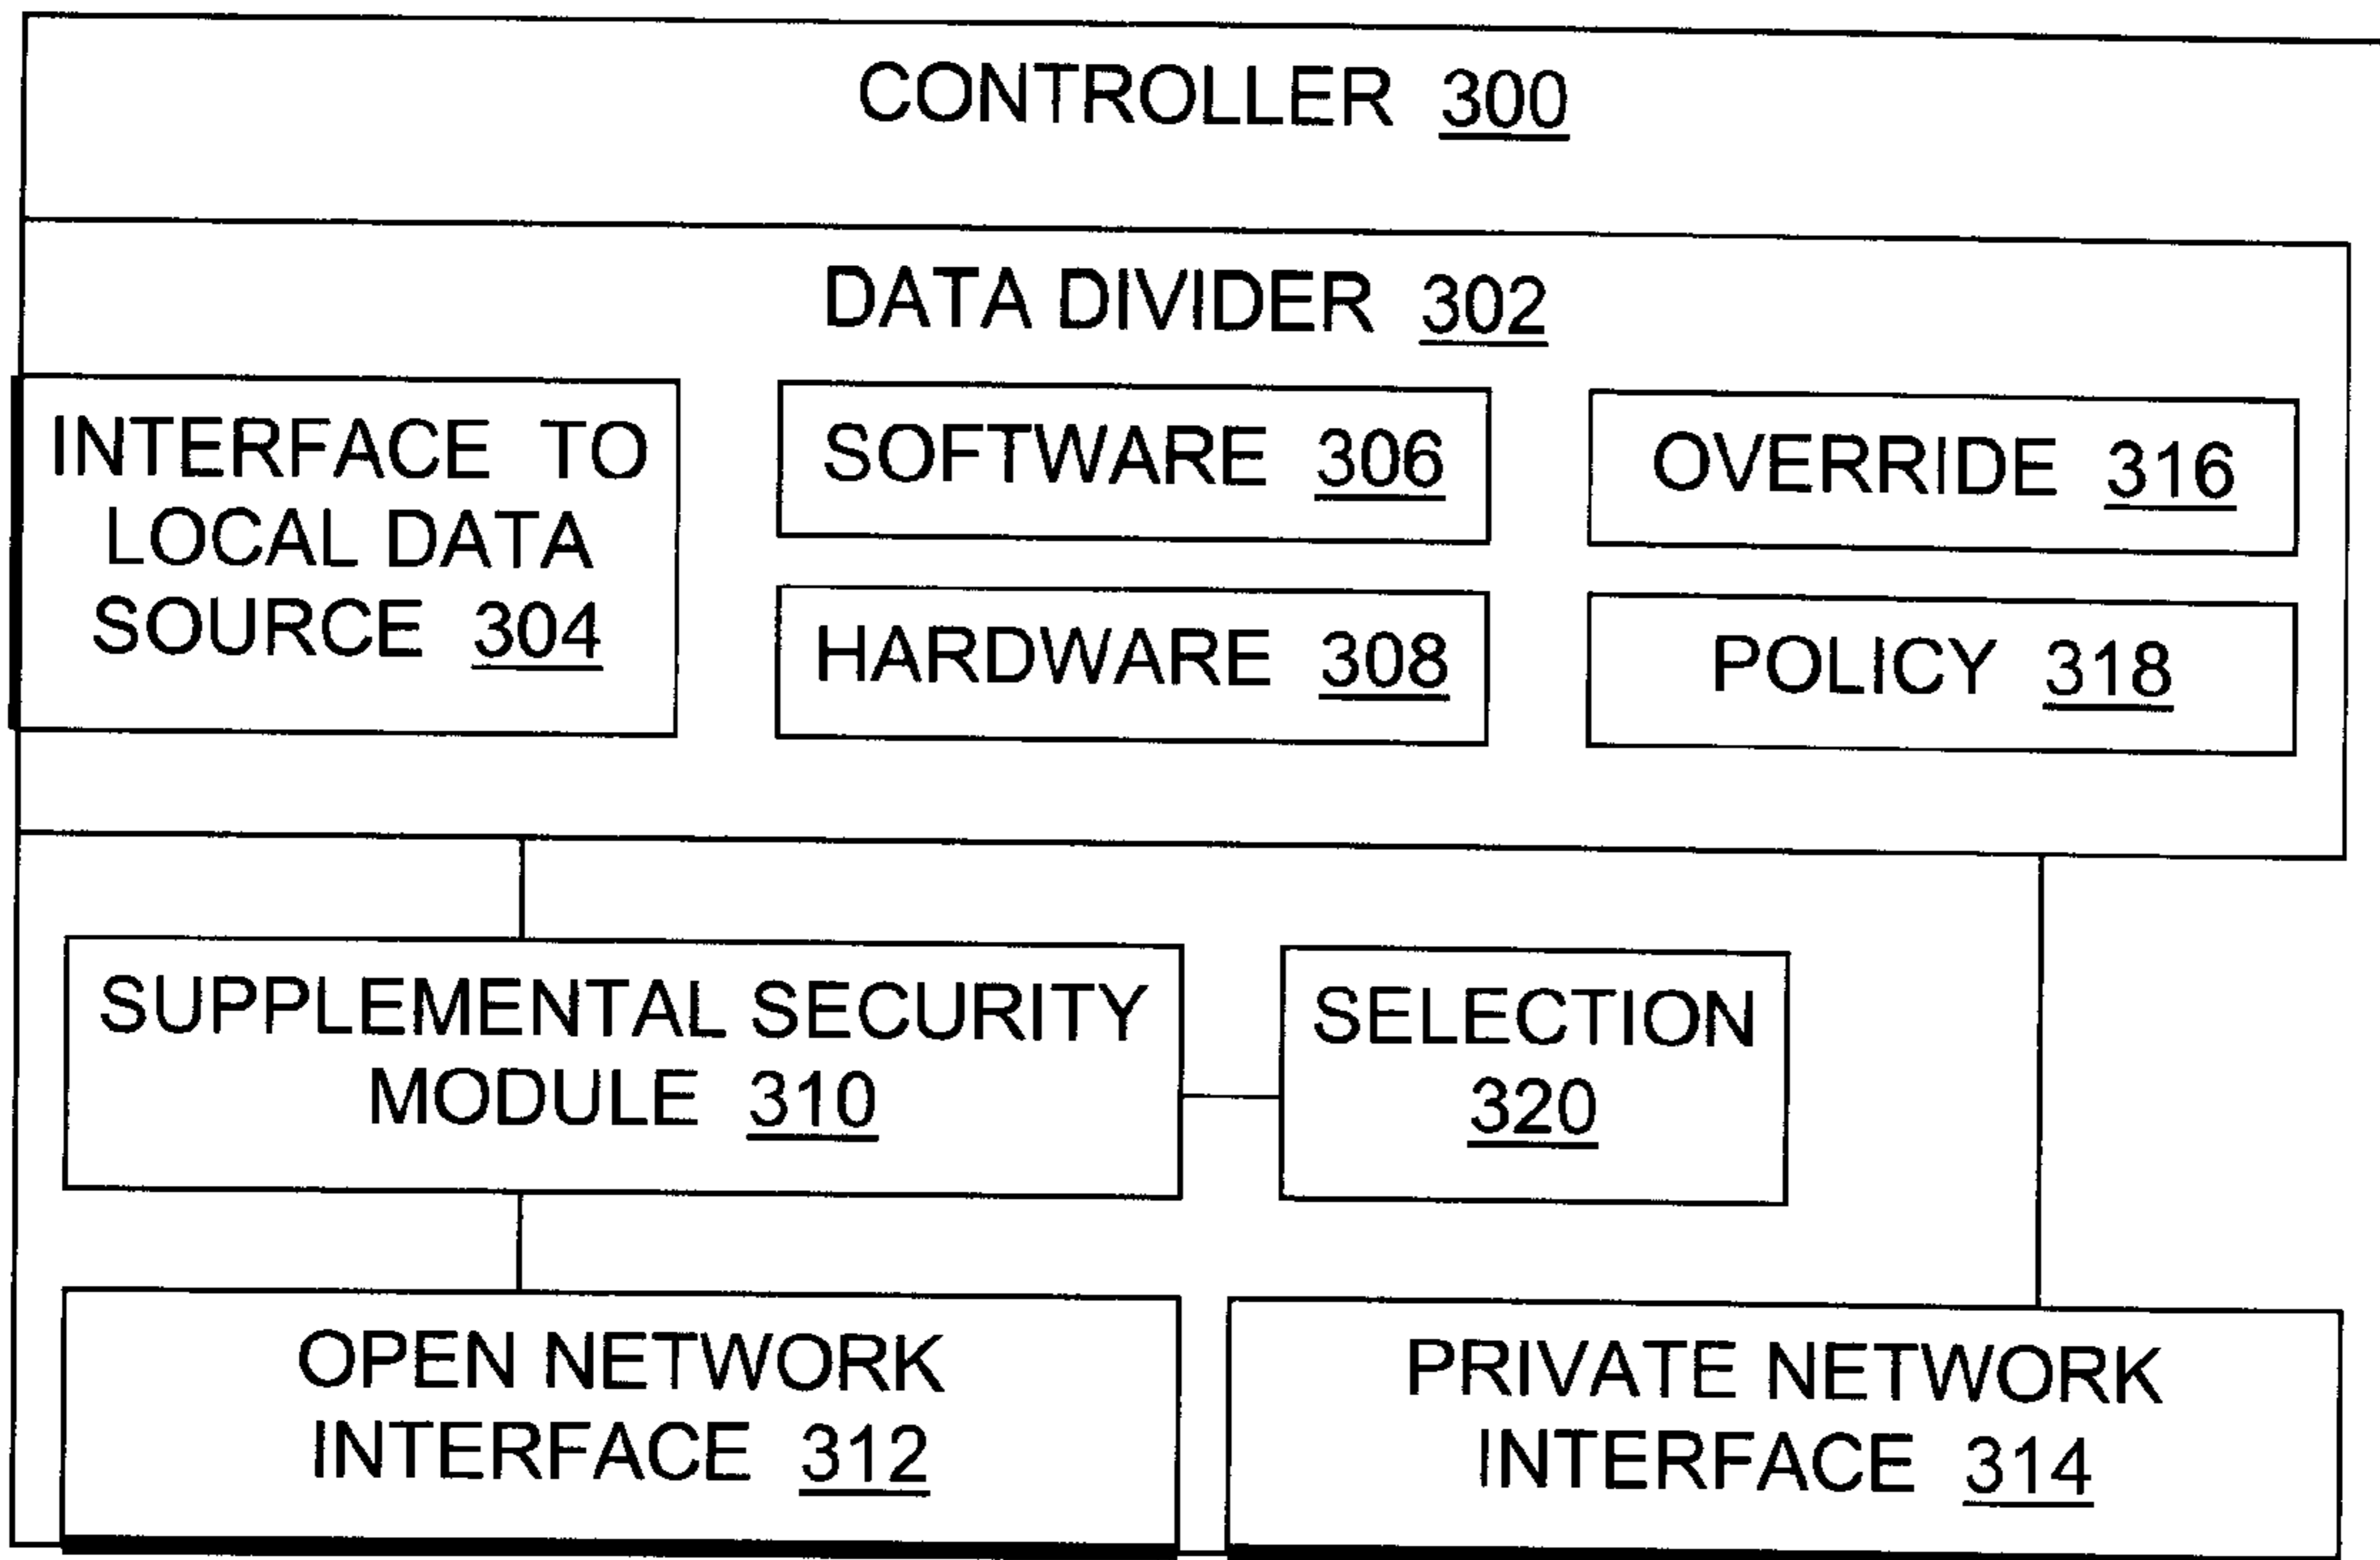 CONTROLLER 300
DATA DIVIDER 302
INTERFACE TO
LOCAL DATA
SOURCE 304
SOFTWARE 306
HARDWARE 308
OVERRIDE 316
POLICY 318
SUPPLEMENTAL SECURITY
MODULE 310
SELECTION
320
OPEN NETWORK
INTERFACE 312
PRIVATE NETWORK
INTERFACE 314